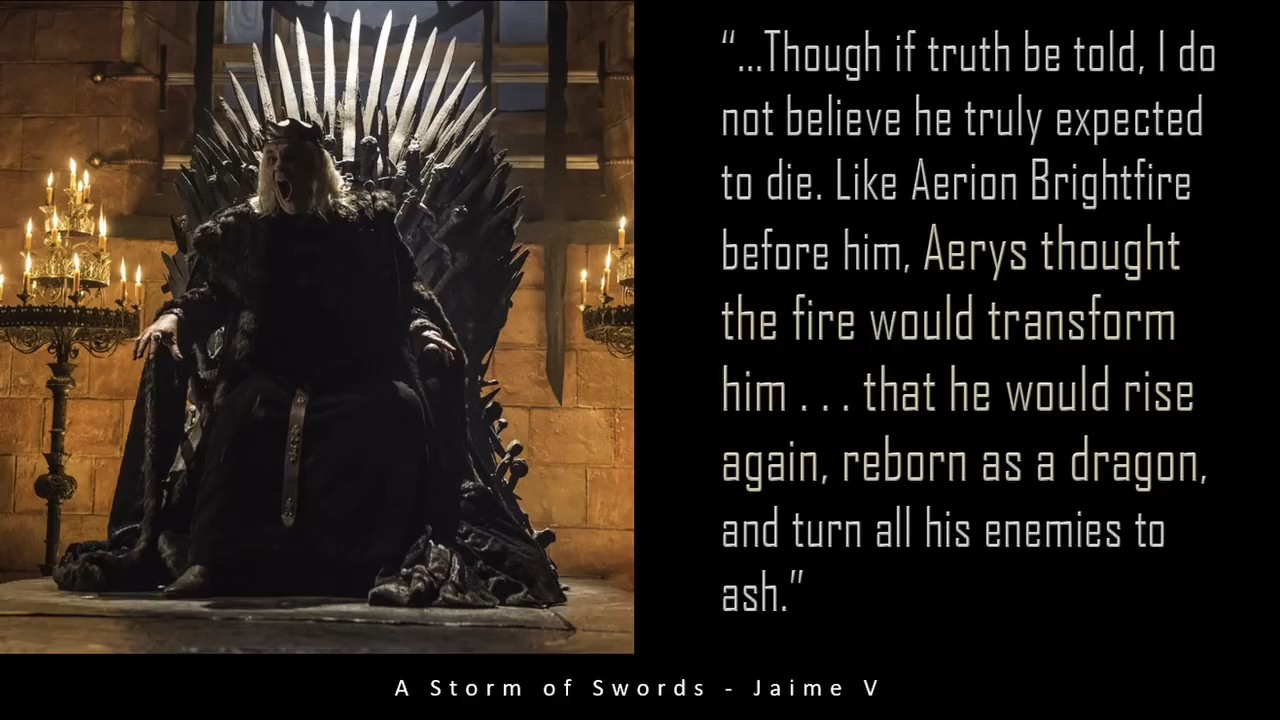 “...Though if truth be told, I do
not believe he truly expected
to die. Like Aerion Brightfire
before him, Aerys thought
the fire would transform
him . . . that he would rise
again, reborn as a dragon,
and turn all his enemies to
ash.”
A Storm of Swords - Jaime V